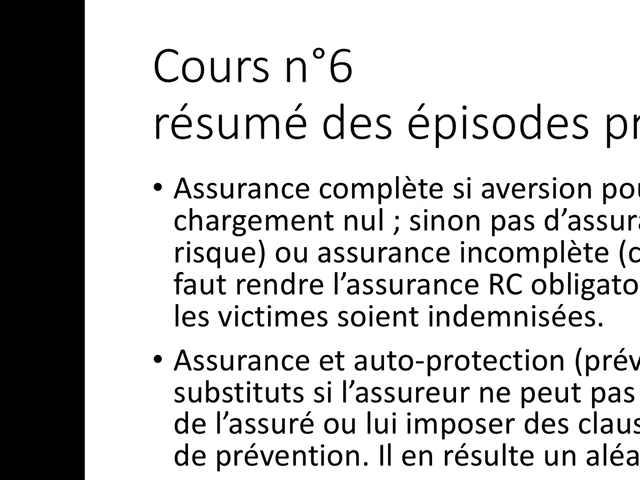 Cours n°6
résumé des épisodes pr
• Assurance complète si aversion pou
chargement nul ; sinon pas d’assura
risque) ou assurance incomplète (c
faut rendre l’assurance RC obligato
les victimes soient indemnisées.
• Assurance et auto-protection (prév
substituts si l’assureur ne peut pas
de l’assuré ou lui imposer des claus
de prévention. Il en résulte un aléa